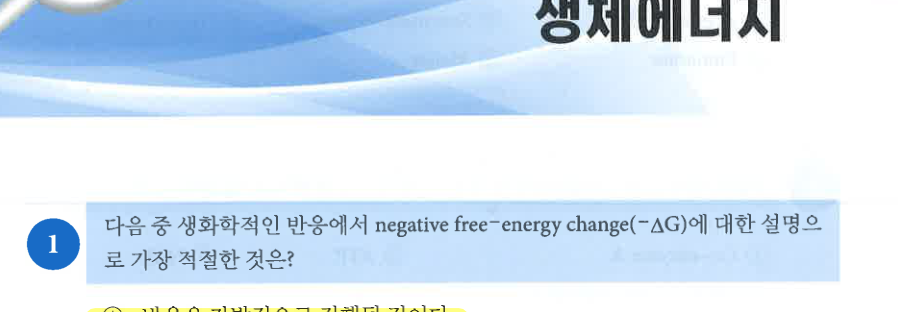 생체에너지
1
다음 중 생화학적인 반응에서 negative free-energy change(-ΔG)에 대한 설명으
로 가장 적절한 것은?